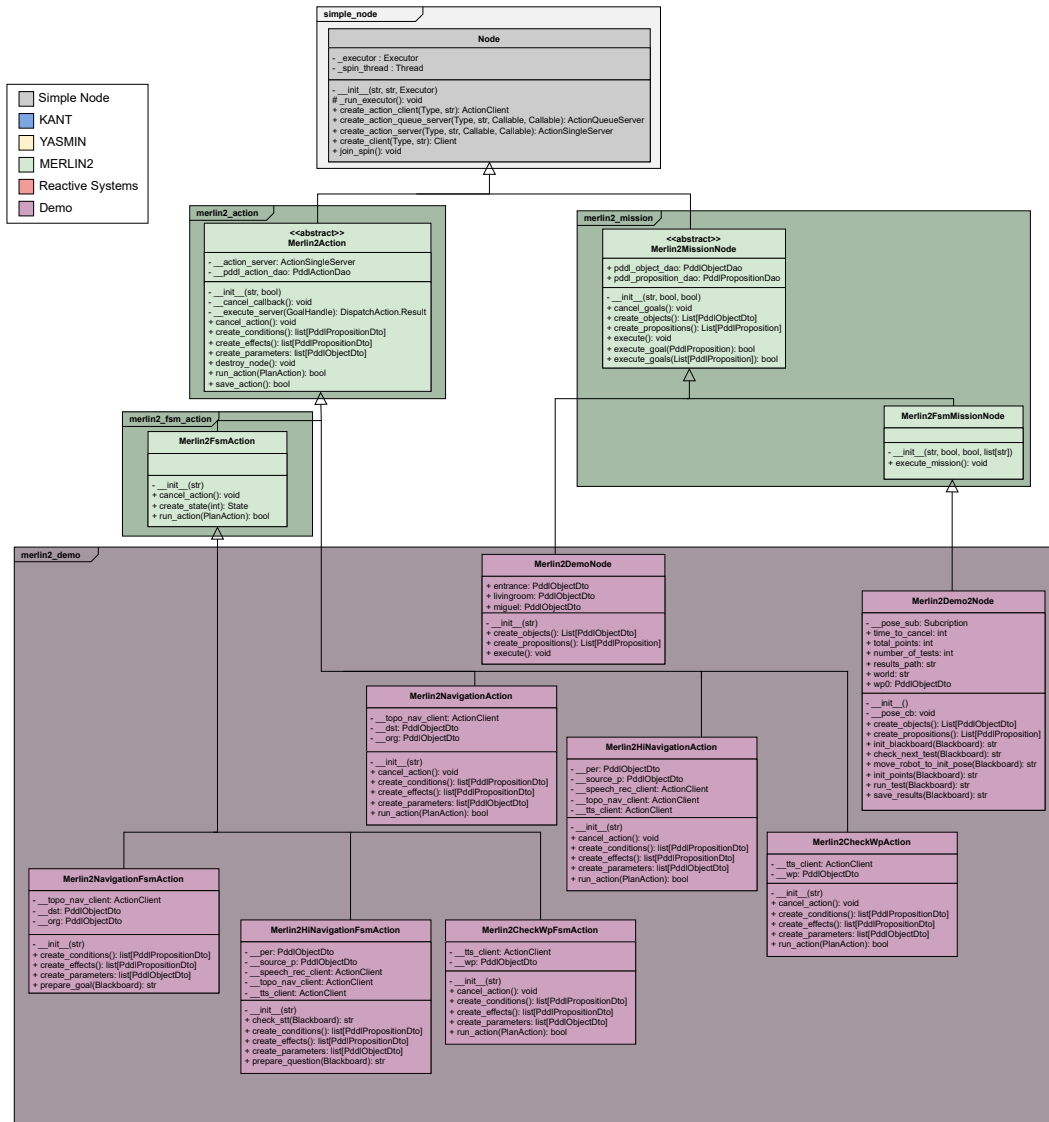 simple_node
Node
- _executor : Executor
- _spin_thread : Thread
- __init__(str, str, Executor)
# _run_executor(): void
+ create_action_client(Type, str): ActionClient
+ create_action_queue_server(Type, str, Callable, Callable): ActionQueueServer
+ create_action_server(Type, str, Callable, Callable): ActionSingleServer
+ create_client(Type, str): Client
+ join_spin(): void
Simple Node
KANT
YASMIN
MERLIN2
Reactive Systems
Demo
merlin2_action
<<abstract>>
Merlin2Action
- __action_server: ActionSingleServer
- __pddl_action_dao: PddlActionDao
- __init__(str, bool)
- __cancel_callback(): void
- __execute_server(GoalHandle): DispatchAction.Result
+ cancel_action(): void
+ create_conditions(): list[PddlPropositionDto]
+ create_effects(): list[PddlPropositionDto]
+ create_parameters: list[PddlObjectDto]
+ destroy_node(): void
+ run_action(PlanAction): bool
+ save_action(): bool
merlin2_mission
<<abstract>>
Merlin2MissionNode
+ pddl_object_dao: PddlObjectDao
+ pddl_proposition_dao: PddlPropositionDao
- __init__(str, bool, bool)
+ cancel_goals(): void
+ create_objects(): List[PddlObjectDto]
+ create_propositions(): List[PddlProposition]
+ execute(): void
+ execute_goal(PddlProposition): bool
+ execute_goals(List[PddlProposition]): bool
Merlin2FsmMissionNode
- __init__(str, bool, bool, list[str])
+ execute_mission(): void
merlin2_fsm_action
Merlin2FsmAction
- __init__(str)
+ cancel_action(): void
+ create_state(int): State
+ run_action(PlanAction): bool
merlin2_demo
Merlin2DemoNode
+ entrance: PddlObjectDto
+ livingroom: PddlObjectDto
+ miguel: PddlObjectDto
- __init__(str)
+ create_objects(): List[PddlObjectDto]
+ create_propositions(): List[PddlProposition]
+ execute(): void
Merlin2Demo2Node
- __pose_sub: Subcription
+ time_to_cancel: int
+ total_points: int
+ number_of_tests: int
+ results_path: str
+ world: str
+ wp0: PddlObjectDto
- __init__()
- __pose_cb: void
+ create_objects(): List[PddlObjectDto]
+ create_propositions(): List[PddlProposition]
+ init_blackboard(Blackboard): str
+ check_next_test(Blackboard): str
+ move_robot_to_init_pose(Blackboard): str
+ init_points(Blackboard): str
+ run_test(Blackboard): str
+ save_results(Blackboard): str
Merlin2NavigationAction
- __topo_nav_client: ActionClient
- __dst: PddlObjectDto
- __org: PddlObjectDto
- __init__(str)
+ cancel_action(): void
+ create_conditions(): list[PddlPropositionDto]
+ create_effects(): list[PddlPropositionDto]
+ create_parameters: list[PddlObjectDto]
+ run_action(PlanAction): bool
Merlin2HiNavigationAction
- __per: PddlObjectDto
- __source_p: PddlObjectDto
- __speech_rec_client: ActionClient
- __topo_nav_client: ActionClient
- __tts_client: ActionClient
- __init__(str)
+ cancel_action(): void
+ create_conditions(): list[PddlPropositionDto]
+ create_effects(): list[PddlPropositionDto]
+ create_parameters: list[PddlObjectDto]
+ run_action(PlanAction): bool
Merlin2CheckWpAction
- __tts_client: ActionClient
- __wp: PddlObjectDto
- __init__(str)
+ cancel_action(): void
+ create_conditions(): list[PddlPropositionDto]
+ create_effects(): list[PddlPropositionDto]
+ create_parameters: list[PddlObjectDto]
+ run_action(PlanAction): bool
Merlin2NavigationFsmAction
- __topo_nav_client: ActionClient
- __dst: PddlObjectDto
- __org: PddlObjectDto
- __init__(str)
+ create_conditions(): list[PddlPropositionDto]
+ create_effects(): list[PddlPropositionDto]
+ create_parameters: list[PddlObjectDto]
+ prepare_goal(Blackboard): str
Merlin2HiNavigationFsmAction
- __per: PddlObjectDto
- __source_p: PddlObjectDto
- __speech_rec_client: ActionClient
- __topo_nav_client: ActionClient
- __tts_client: ActionClient
- __init__(str)
+ check_stt(Blackboard): str
+ create_conditions(): list[PddlPropositionDto]
+ create_effects(): list[PddlPropositionDto]
+ create_parameters: list[PddlObjectDto]
+ prepare_question(Blackboard): str
Merlin2CheckWpFsmAction
- __tts_client: ActionClient
- __wp: PddlObjectDto
- __init__(str)
+ cancel_action(): void
+ create_conditions(): list[PddlPropositionDto]
+ create_effects(): list[PddlPropositionDto]
+ create_parameters: list[PddlObjectDto]
+ run_action(PlanAction): bool